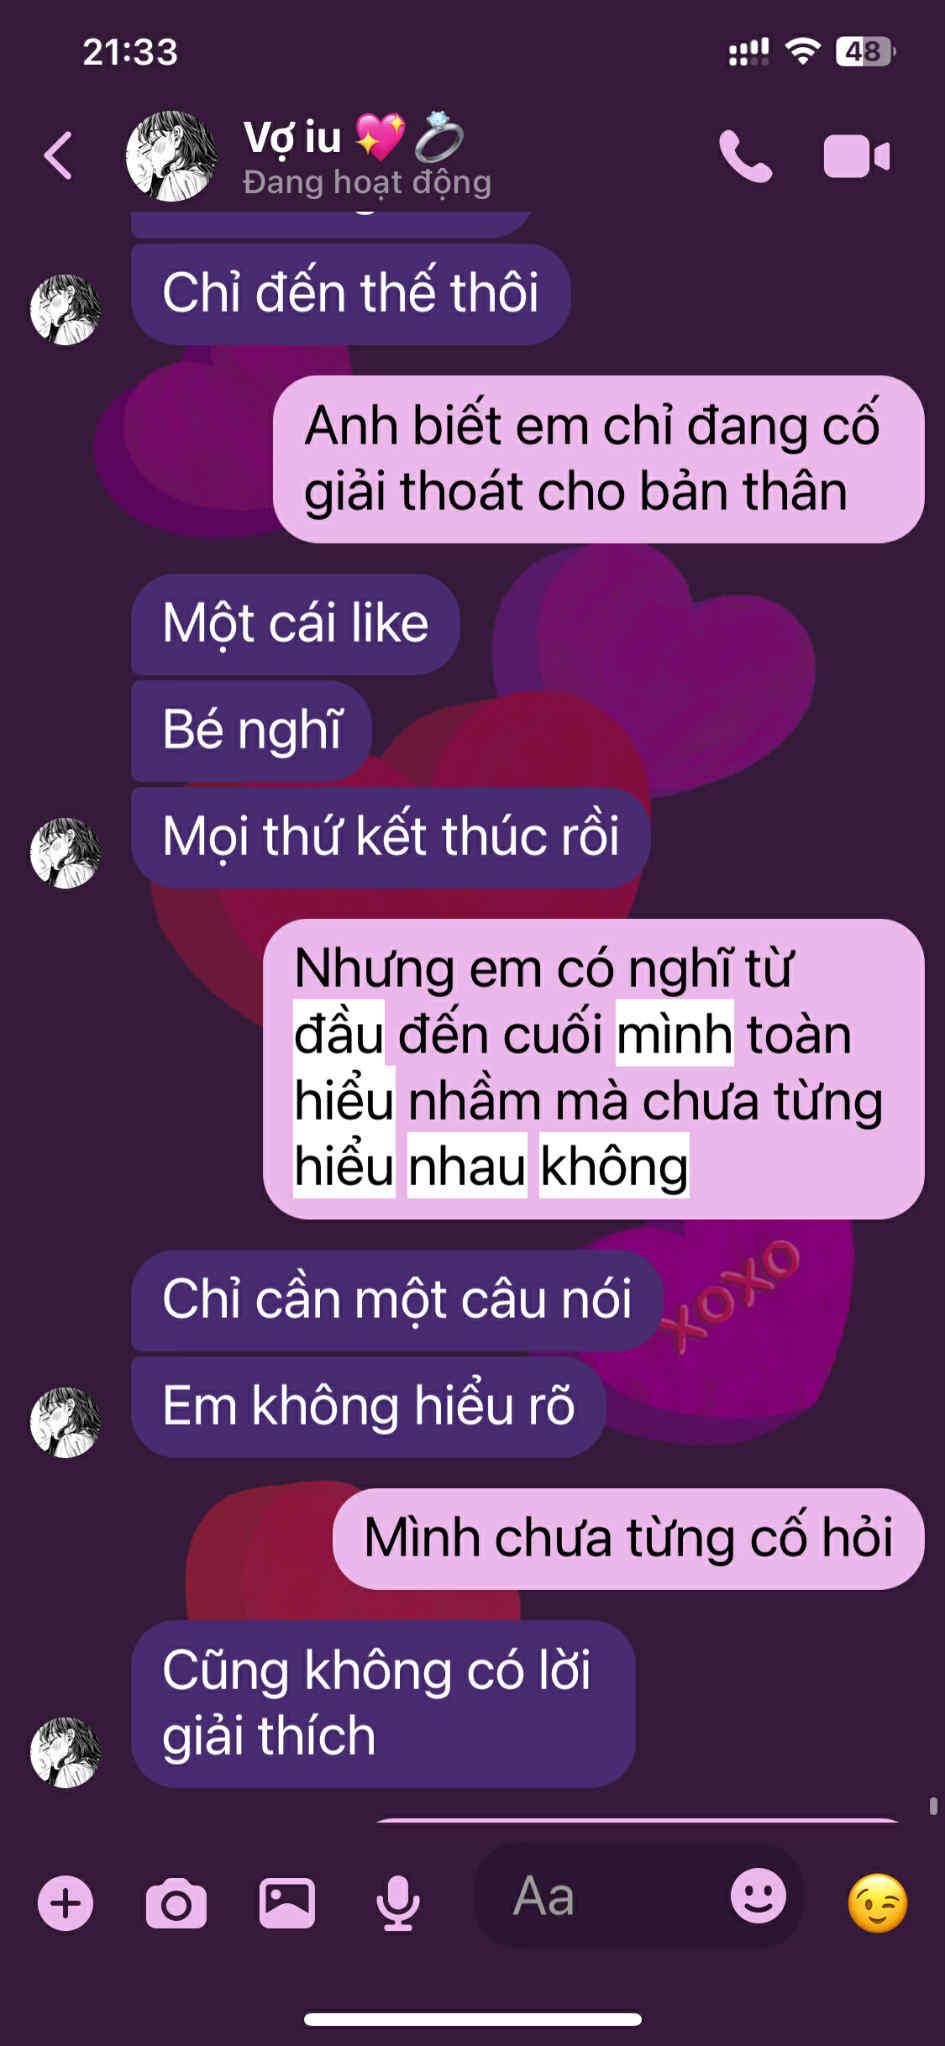 21:33
48
Vợ iu 💖💍
Đang hoạt động
Chỉ đến thế thôi
Anh biết em chỉ đang cố
giải thoát cho bản thân
Một cái like
Bé nghĩ
Mọi thứ kết thúc rồi
Nhưng em có nghĩ từ
đầu đến cuối mình toàn
hiểu nhầm mà chưa từng
hiểu nhau không
XOXO
Chỉ cần một câu nói
Em không hiểu rõ
Mình chưa từng cố hỏi
Cũng không có lời
giải thích
Aa